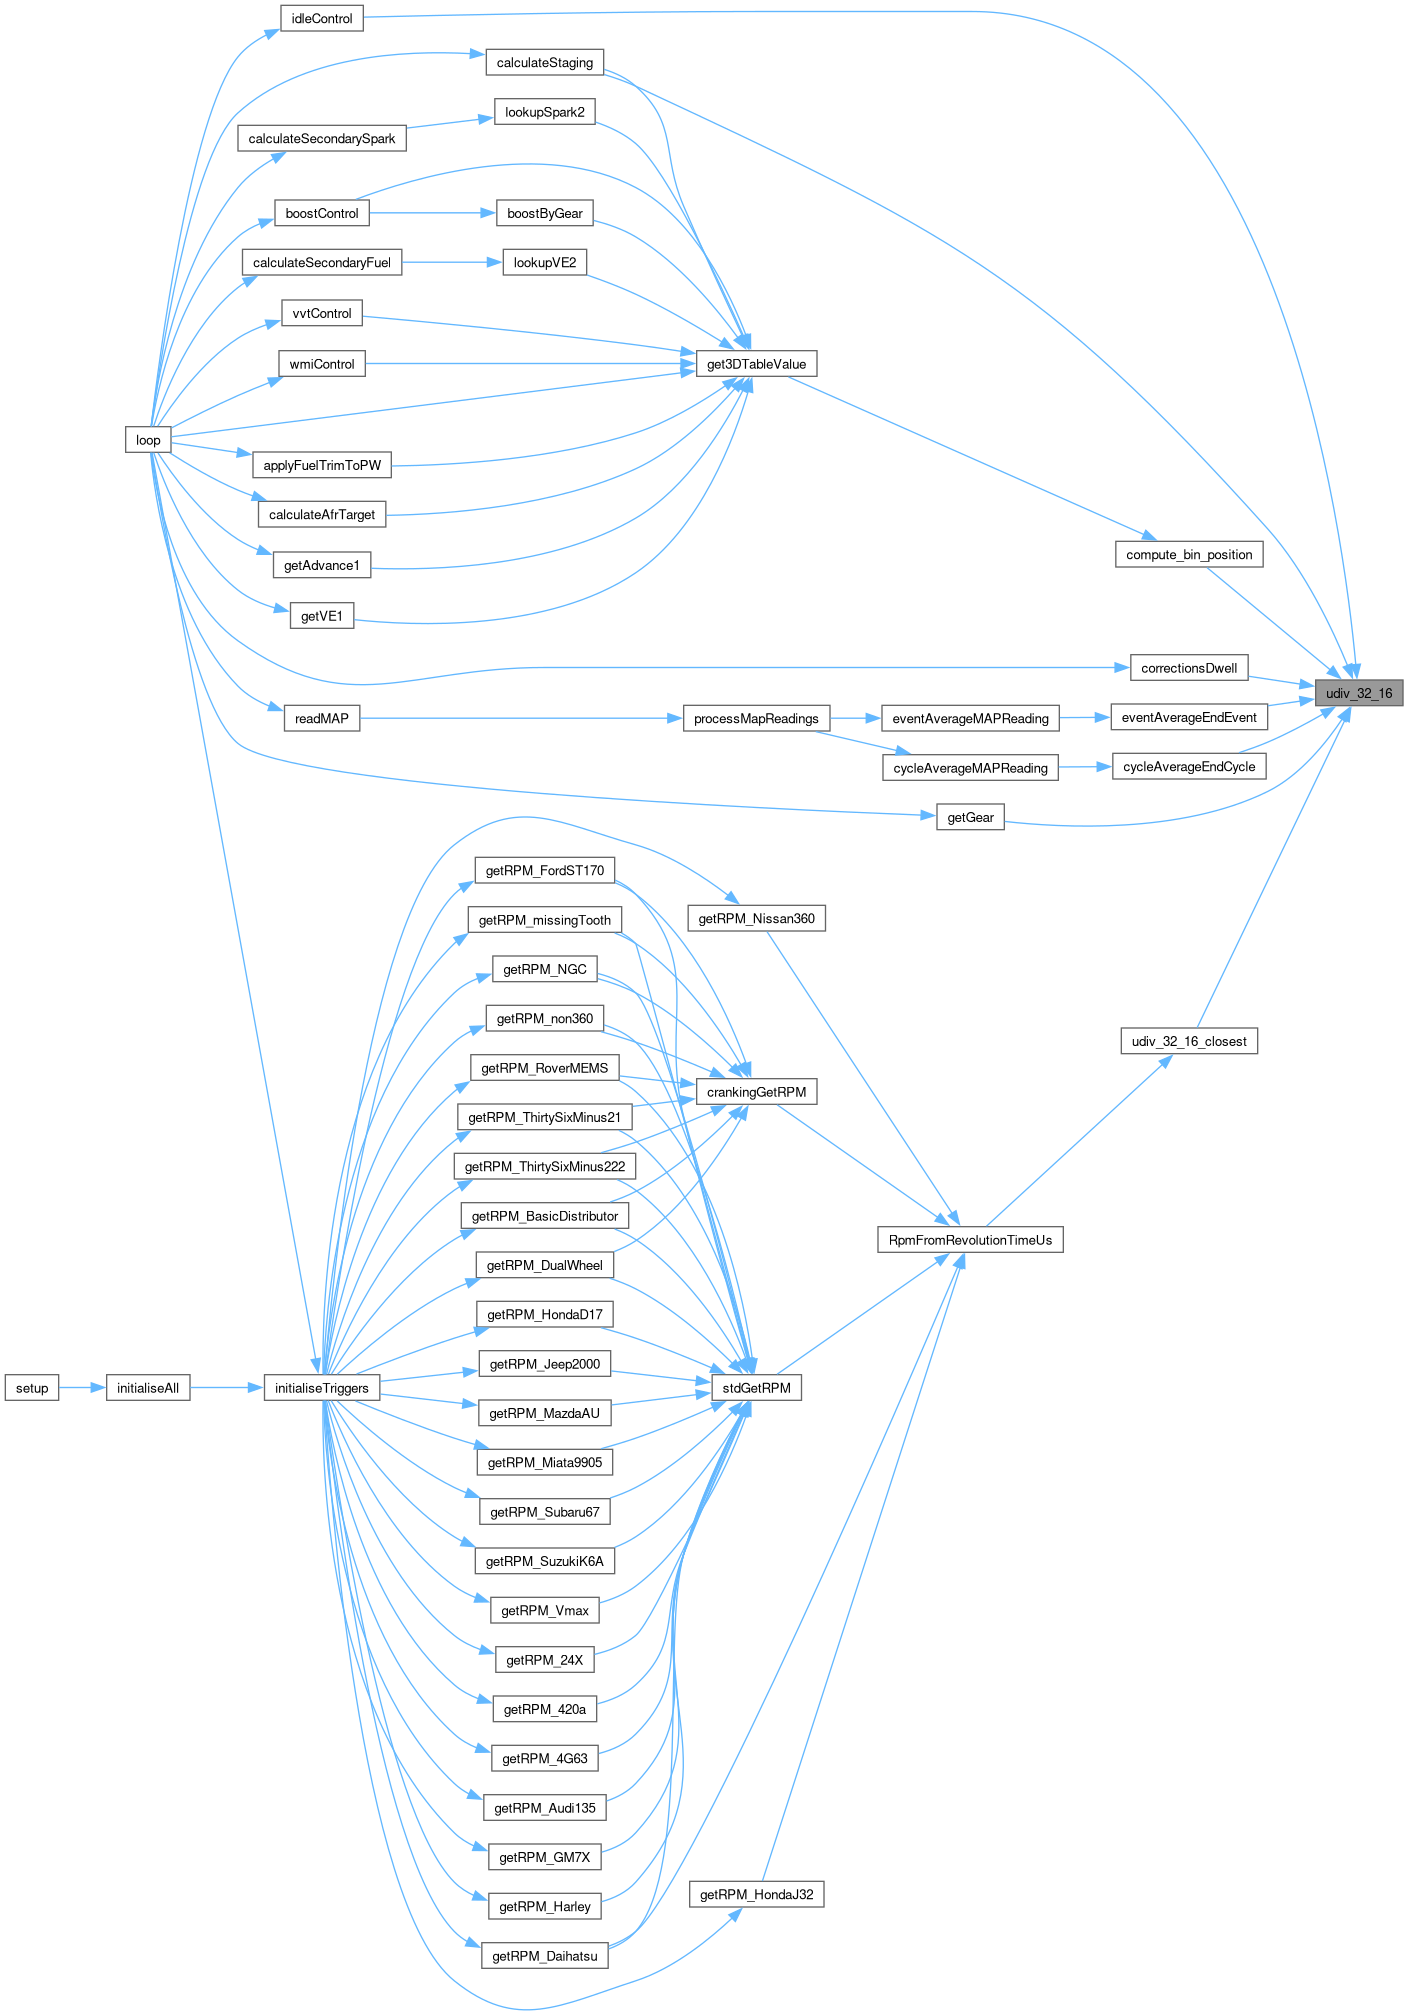 idleControl
calculateStaging
lookupSpark2
calculateSecondarySpark
boostControl
boostByGear
calculateSecondaryFuel
lookupVE2
vvtControl
wmiControl
get3DTableValue
loop
applyFuelTrimToPW
calculateAfrTarget
getAdvance1
compute_bin_position
getVE1
correctionsDwell
udiv_32_16
readMAP
processMapReadings
eventAverageMAPReading
eventAverageEndEvent
cycleAverageMAPReading
cycleAverageEndCycle
getGear
getRPM_FordST170
getRPM_missingTooth
getRPM_Nissan360
getRPM_NGC
getRPM_non360
udiv_32_16_closest
getRPM_RoverMEMS
crankingGetRPM
getRPM_ThirtySixMinus21
getRPM_ThirtySixMinus222
getRPM_BasicDistributor
RpmFromRevolutionTimeUs
getRPM_DualWheel
getRPM_HondaD17
getRPM_Jeep2000
setup
initialiseAll
initialiseTriggers
stdGetRPM
getRPM_MazdaAU
getRPM_Miata9905
getRPM_Subaru67
getRPM_SuzukiK6A
getRPM_Vmax
getRPM_24X
getRPM_420a
getRPM_4G63
getRPM_Audi135
getRPM_GM7X
getRPM_HondaJ32
getRPM_Harley
getRPM_Daihatsu